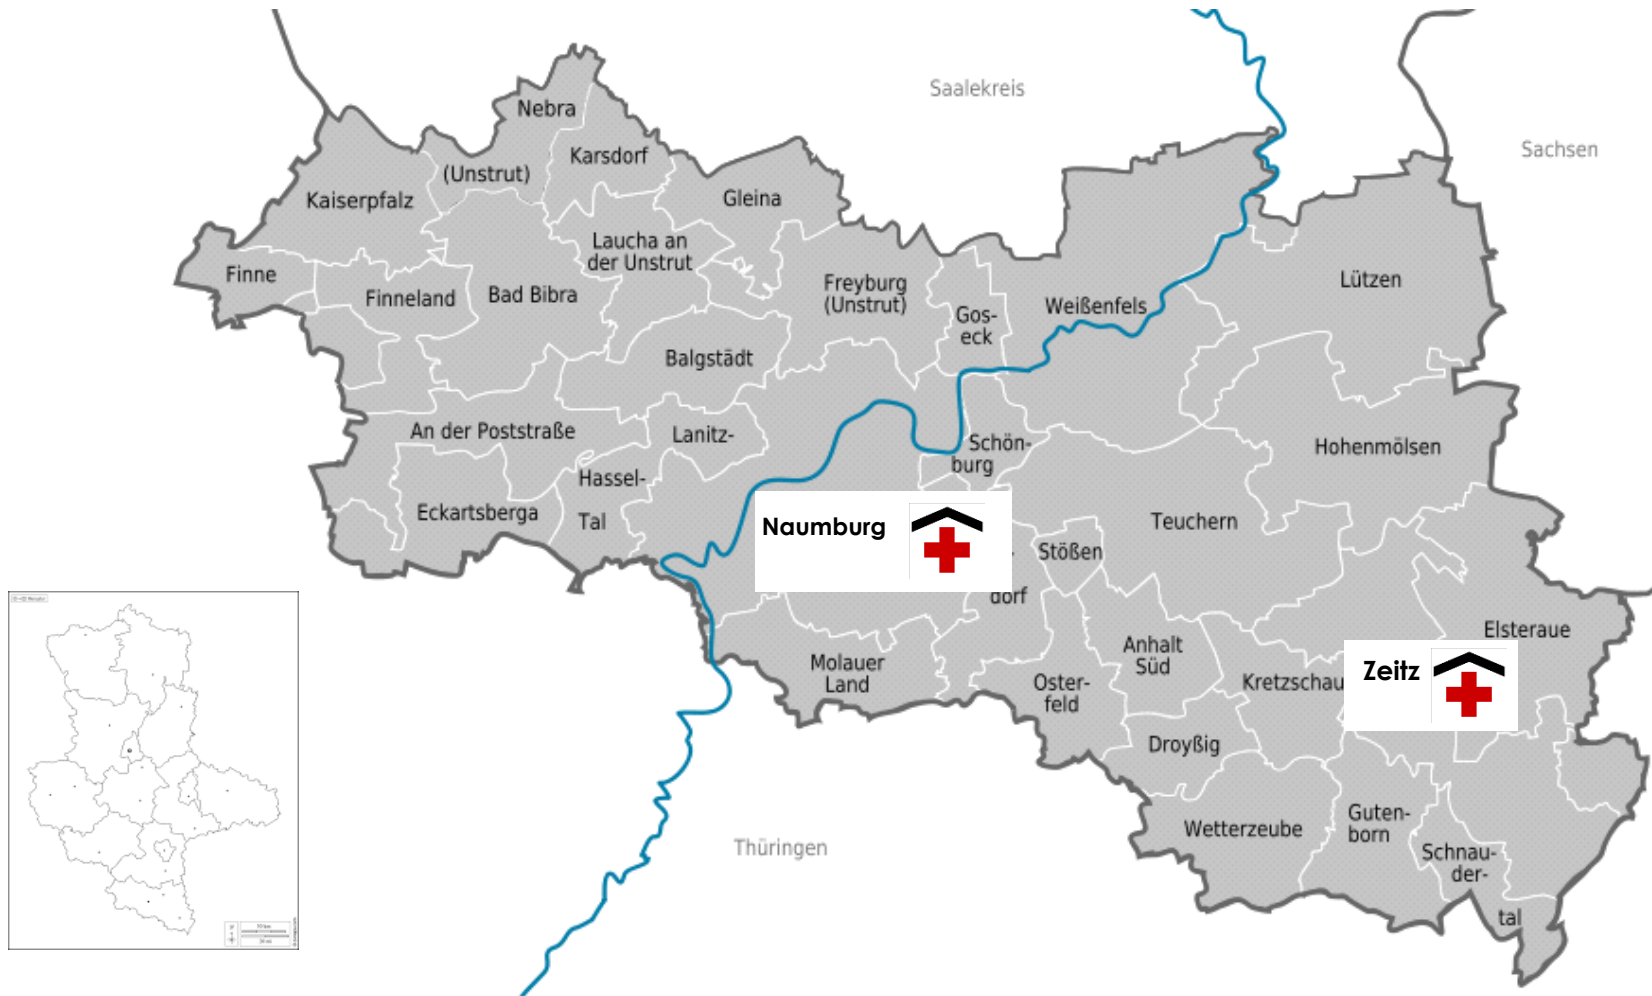 Saalekreis
Nebra
(Unstrut)
Karsdorf
Sachsen
Kaiserpfalz
Gleina
Laucha an
der Unstrut
Finne
Finneland
Bad Bibra
Freyburg
(Unstrut)
Gos-
eck
Weißenfels
Lützen
Balgstädt
An der Poststraße
Lanitz-
Hassel-
Tal
Schön-
burg
Hohenmölsen
Eckartsberga
Naumburg
Teuchern
Stößen
-
dorf
Elsteraue
Anhalt
Süd
Molauer
Land
Oster-
feld
Kretzschau
Zeitz
Droyßig
Wetterzeube
Guten-
born
Schnau-
der-
tal
Thüringen